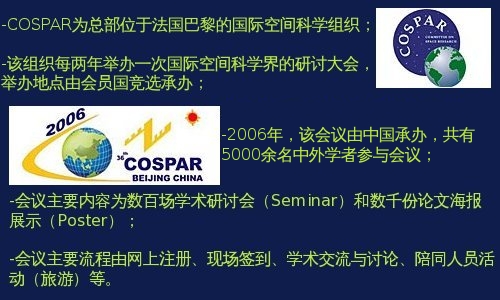 -COSPAR为总部位于法国巴黎的国际空间科学组织；
COSPAR
COMMITTEE ON
SPACE RESEARCH
-该组织每两年举办一次国际空间科学界的研讨大会，
举办地点由会员国竞选承办；
2006
36th COSPAR
BEIJING CHINA
-2006年，该会议由中国承办，共有
5000余名中外学者参与会议；
-会议主要内容为数百场学术研讨会（Seminar）和数千份论文海报
展示（Poster）；
-会议主要流程由网上注册、现场签到、学术交流与讨论、陪同人员活
动（旅游）等。